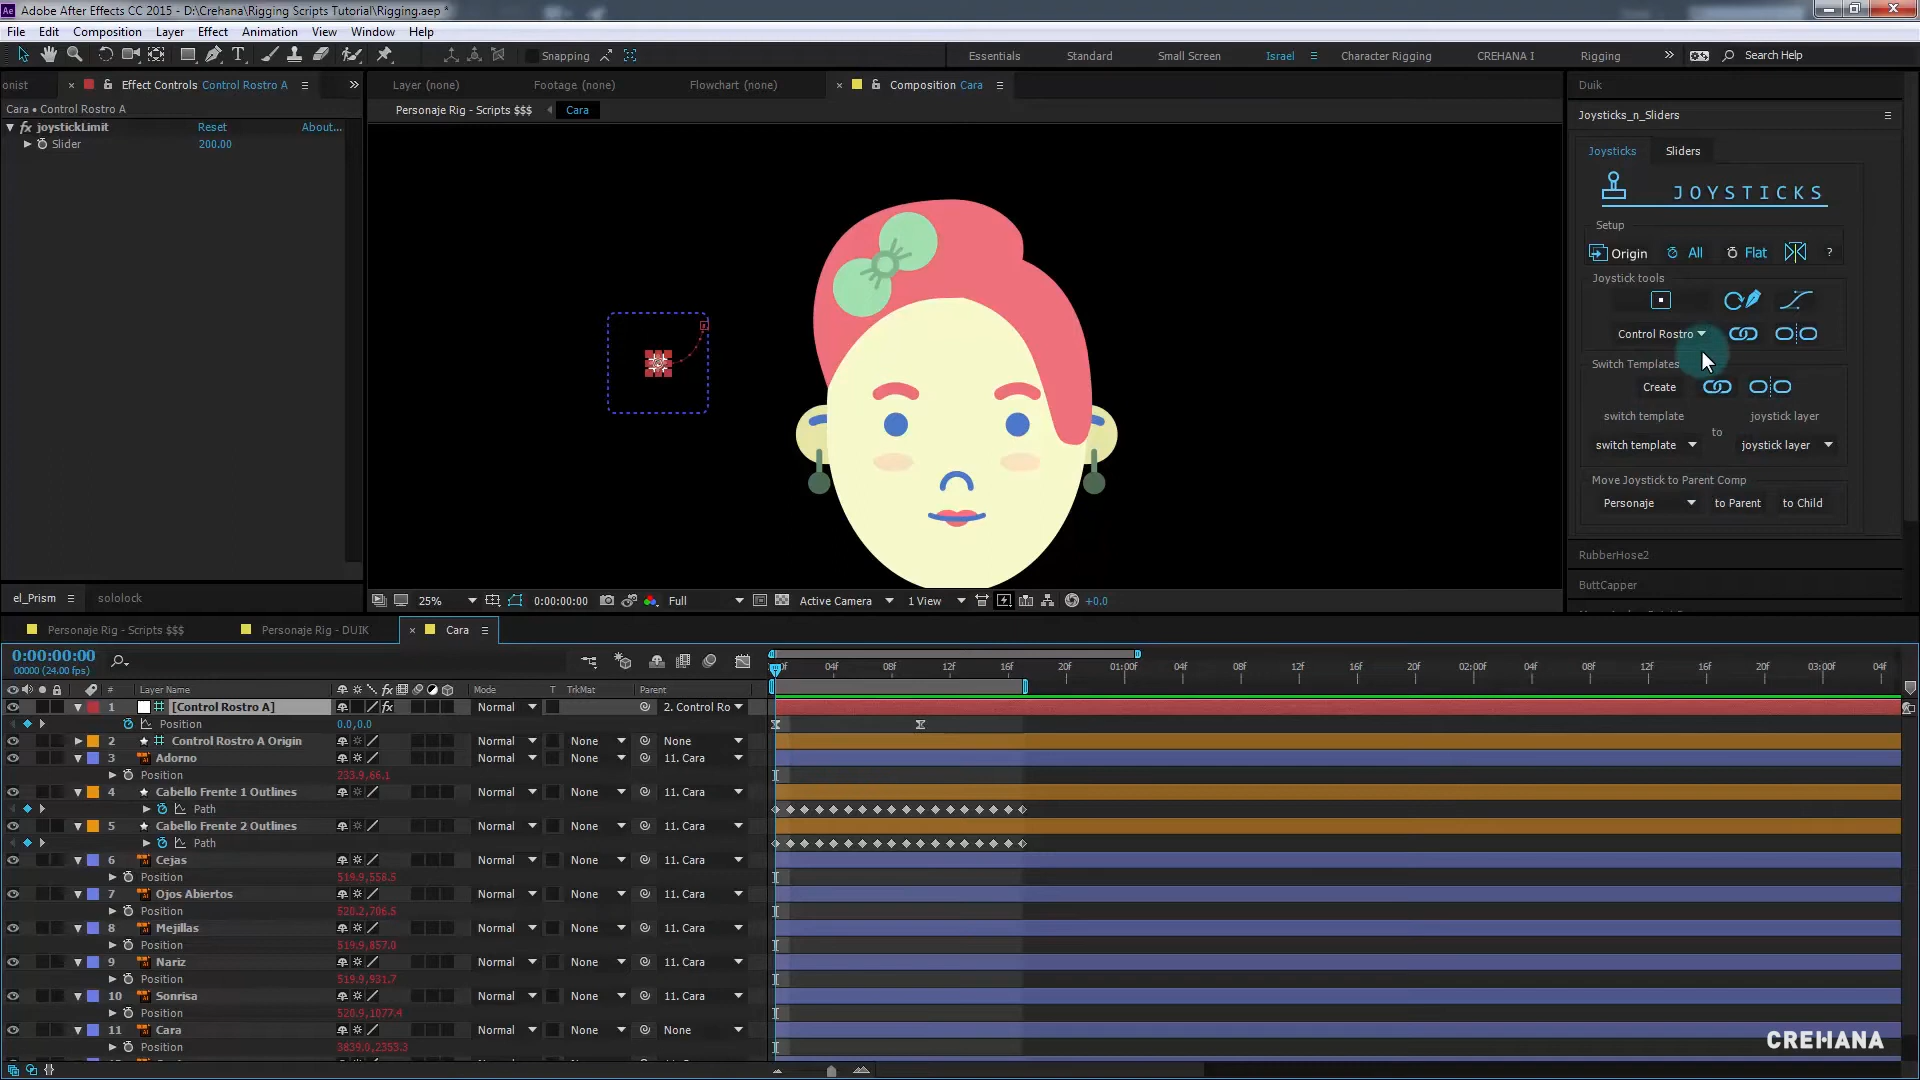 Adobe After Effects CC 2015 - D:\Crehana\Rigging Scripts Tutorial\Rigging.aep *
File Edit Composition Layer Effect Animation View Window Help
Snapping Essentials Standard Small Screen Israel Character Rigging CREHANA I Rigging Search Help
onist Effect Controls Control Rostro A Layer (none) Footage (none) Flowchart (none) Composition Cara Duik
Cara • Control Rostro A Personaje Rig - Scripts $$$ Cara Joysticks_n_Sliders
fx joystickLimit Reset About...
Slider 200.00
Joysticks Sliders
JOYSTICKS
Setup
Origin All Flat ?
Joystick tools
Control Rostro
Switch Templates
Create
switch template joystick layer
to
switch template joystick layer
Move Joystick to Parent Comp
Personaje to Parent to Child
RubberHose2
ButtCapper
el_Prism sololock 25% 0:00:00:00 Full Active Camera 1 View +0.0
Personaje Rig - Scripts $$$ Personaje Rig - DUIK Cara
0:00:00:00
00000 (24.00 fps)
04f 08f 12f 16f 20f 01:00f 04f 08f 12f 16f 20f 02:00f 04f 08f 12f 16f 20f 03:00f 04f
# Layer Name fx Mode T TrkMat Parent
1 [Control Rostro A] fx Normal 2. Control Ro
Position 0.0,0.0
2 Control Rostro A Origin Normal None None
3 Adorno Normal None 11. Cara
Position 233.9,66.1
4 Cabello Frente 1 Outlines Normal None 11. Cara
Path
5 Cabello Frente 2 Outlines Normal None 11. Cara
Path
6 Cejas Normal None 11. Cara
Position 519.9,558.5
7 Ojos Abiertos Normal None 11. Cara
Position 520.2,706.5
8 Mejillas Normal None 11. Cara
Position 519.9,857.0
9 Nariz Normal None 11. Cara
Position 519.9,931.7
10 Sonrisa Normal None 11. Cara
Position 520.9,1077.4
11 Cara Normal None None
Position 3839.0,2353.3
CREHANA